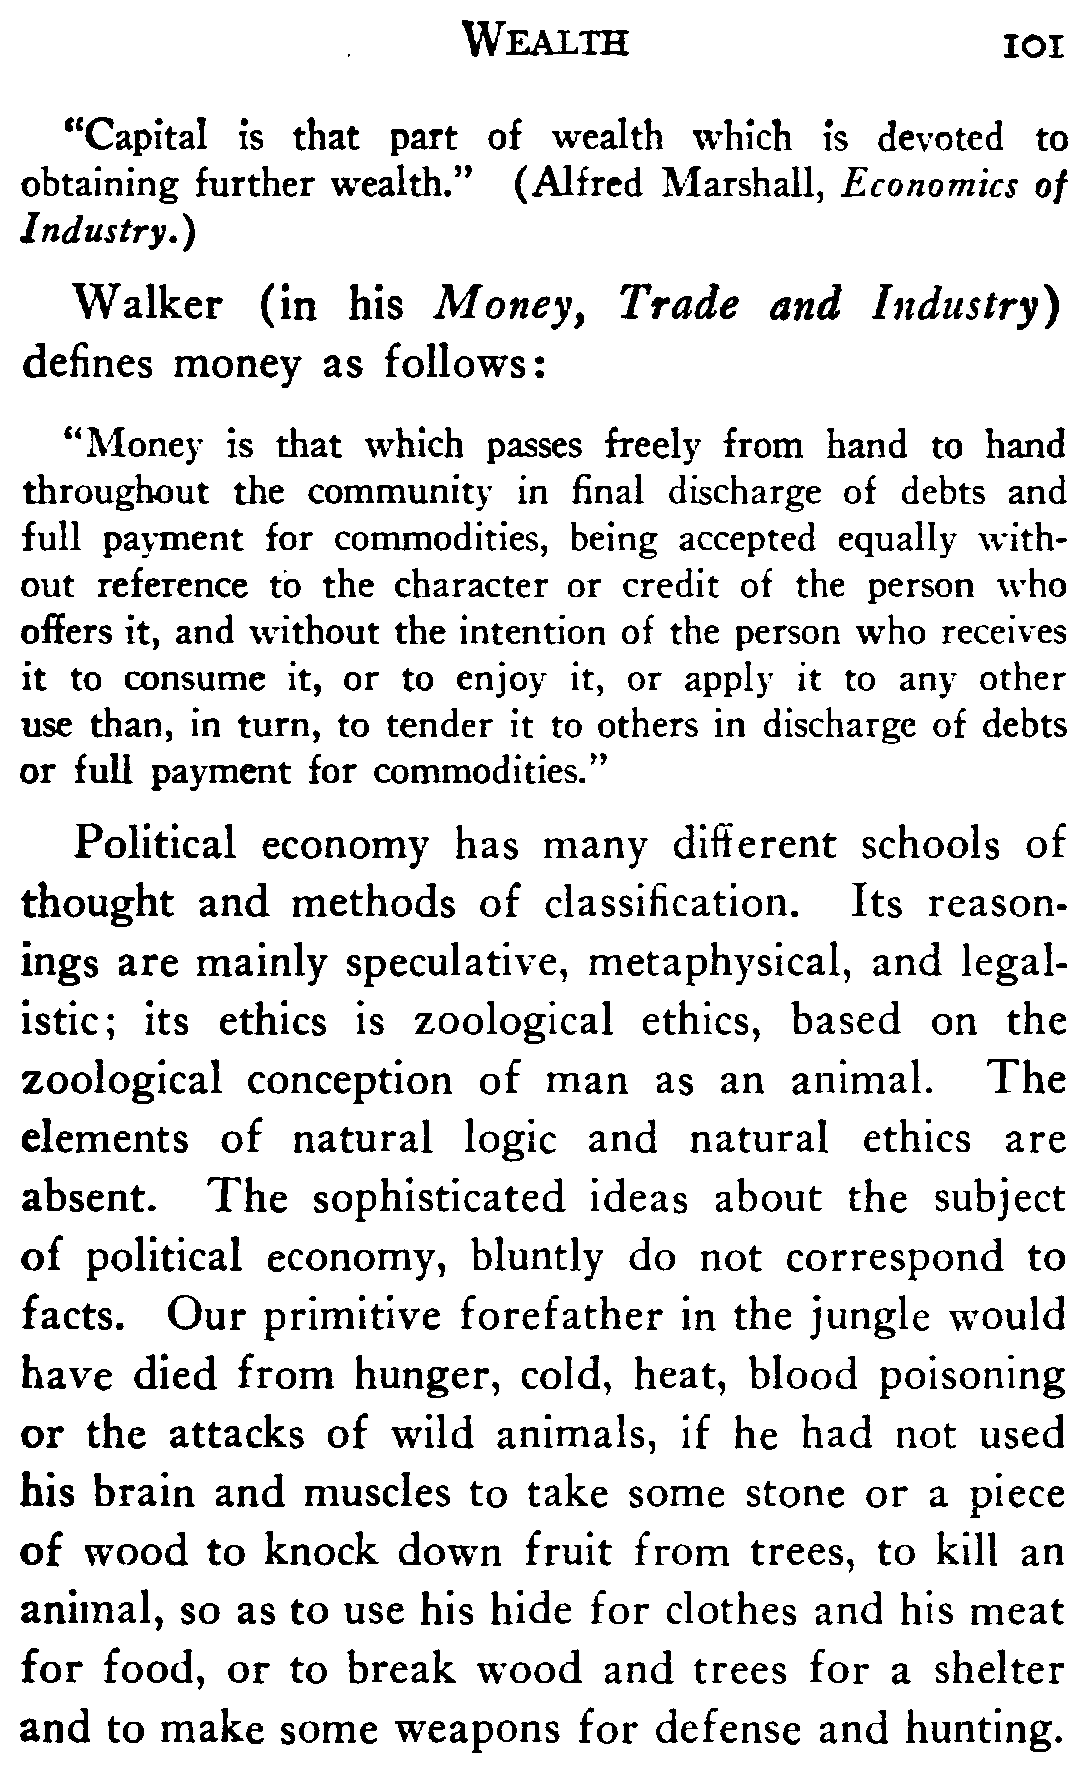 WEALTH 101
“Capital is that part of wealth which is devoted to
obtaining further wealth.” (Alfred Marshall, Economics of
Industry.)
Walker (in his Money, Trade and Industry)
defines money as follows:
“Money is that which passes freely from hand to hand
throughout the community in final discharge of debts and
full payment for commodities, being accepted equally with-
out reference to the character or credit of the person who
offers it, and without the intention of the person who receives
it to consume it, or to enjoy it, or apply it to any other
use than, in turn, to tender it to others in discharge of debts
or full payment for commodities.”
Political economy has many different schools of
thought and methods of classification. Its reason-
ings are mainly speculative, metaphysical, and legal-
istic; its ethics is zoological ethics, based on the
zoological conception of man as an animal. The
elements of natural logic and natural ethics are
absent. The sophisticated ideas about the subject
of political economy, bluntly do not correspond to
facts. Our primitive forefather in the jungle would
have died from hunger, cold, heat, blood poisoning
or the attacks of wild animals, if he had not used
his brain and muscles to take some stone or a piece
of wood to knock down fruit from trees, to kill an
animal, so as to use his hide for clothes and his meat
for food, or to break wood and trees for a shelter
and to make some weapons for defense and hunting.